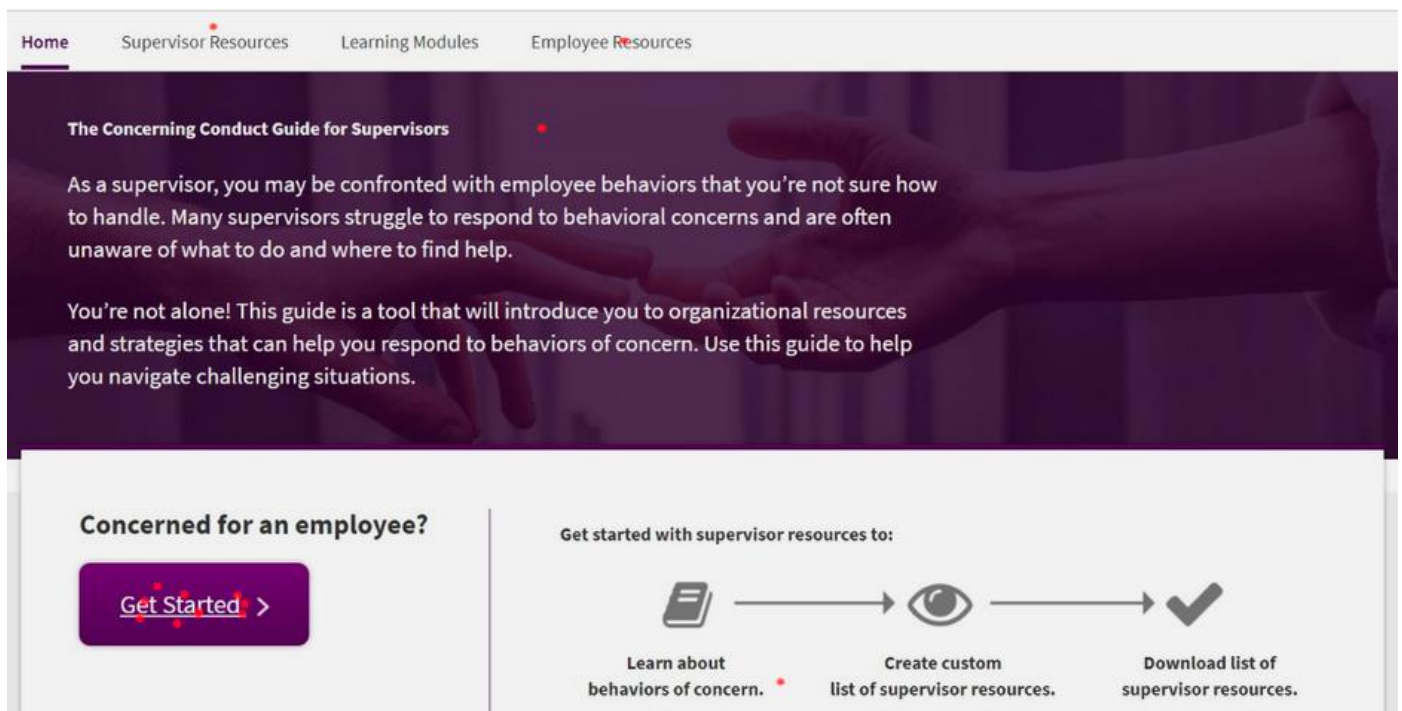 Home Supervisor Resources Learning Modules Employee Resources
The Concerning Conduct Guide for Supervisors
As a supervisor, you may be confronted with employee behaviors that you’re not sure how
to handle. Many supervisors struggle to respond to behavioral concerns and are often
unaware of what to do and where to find help.
You’re not alone! This guide is a tool that will introduce you to organizational resources
and strategies that can help you respond to behaviors of concern. Use this guide to help
you navigate challenging situations.
Concerned for an employee?
Get Started >
Get started with supervisor resources to:
Learn about
behaviors of concern.
Create custom
list of supervisor resources.
Download list of
supervisor resources.